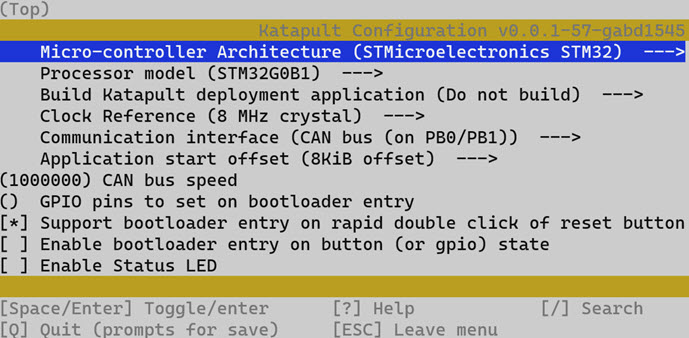 (Top)
Katapult Configuration v0.0.1-57-gabd1545
Micro-controller Architecture (STMicroelectronics STM32) --->
Processor model (STM32G0B1) --->
Build Katapult deployment application (Do not build) --->
Clock Reference (8 MHz crystal) --->
Communication interface (CAN bus (on PB0/PB1)) --->
Application start offset (8KiB offset) --->
(1000000) CAN bus speed
() GPIO pins to set on bootloader entry
[*] Support bootloader entry on rapid double click of reset button
[ ] Enable bootloader entry on button (or gpio) state
[ ] Enable Status LED
[Space/Enter] Toggle/enter [?] Help [/] Search
[Q] Quit (prompts for save) [ESC] Leave menu